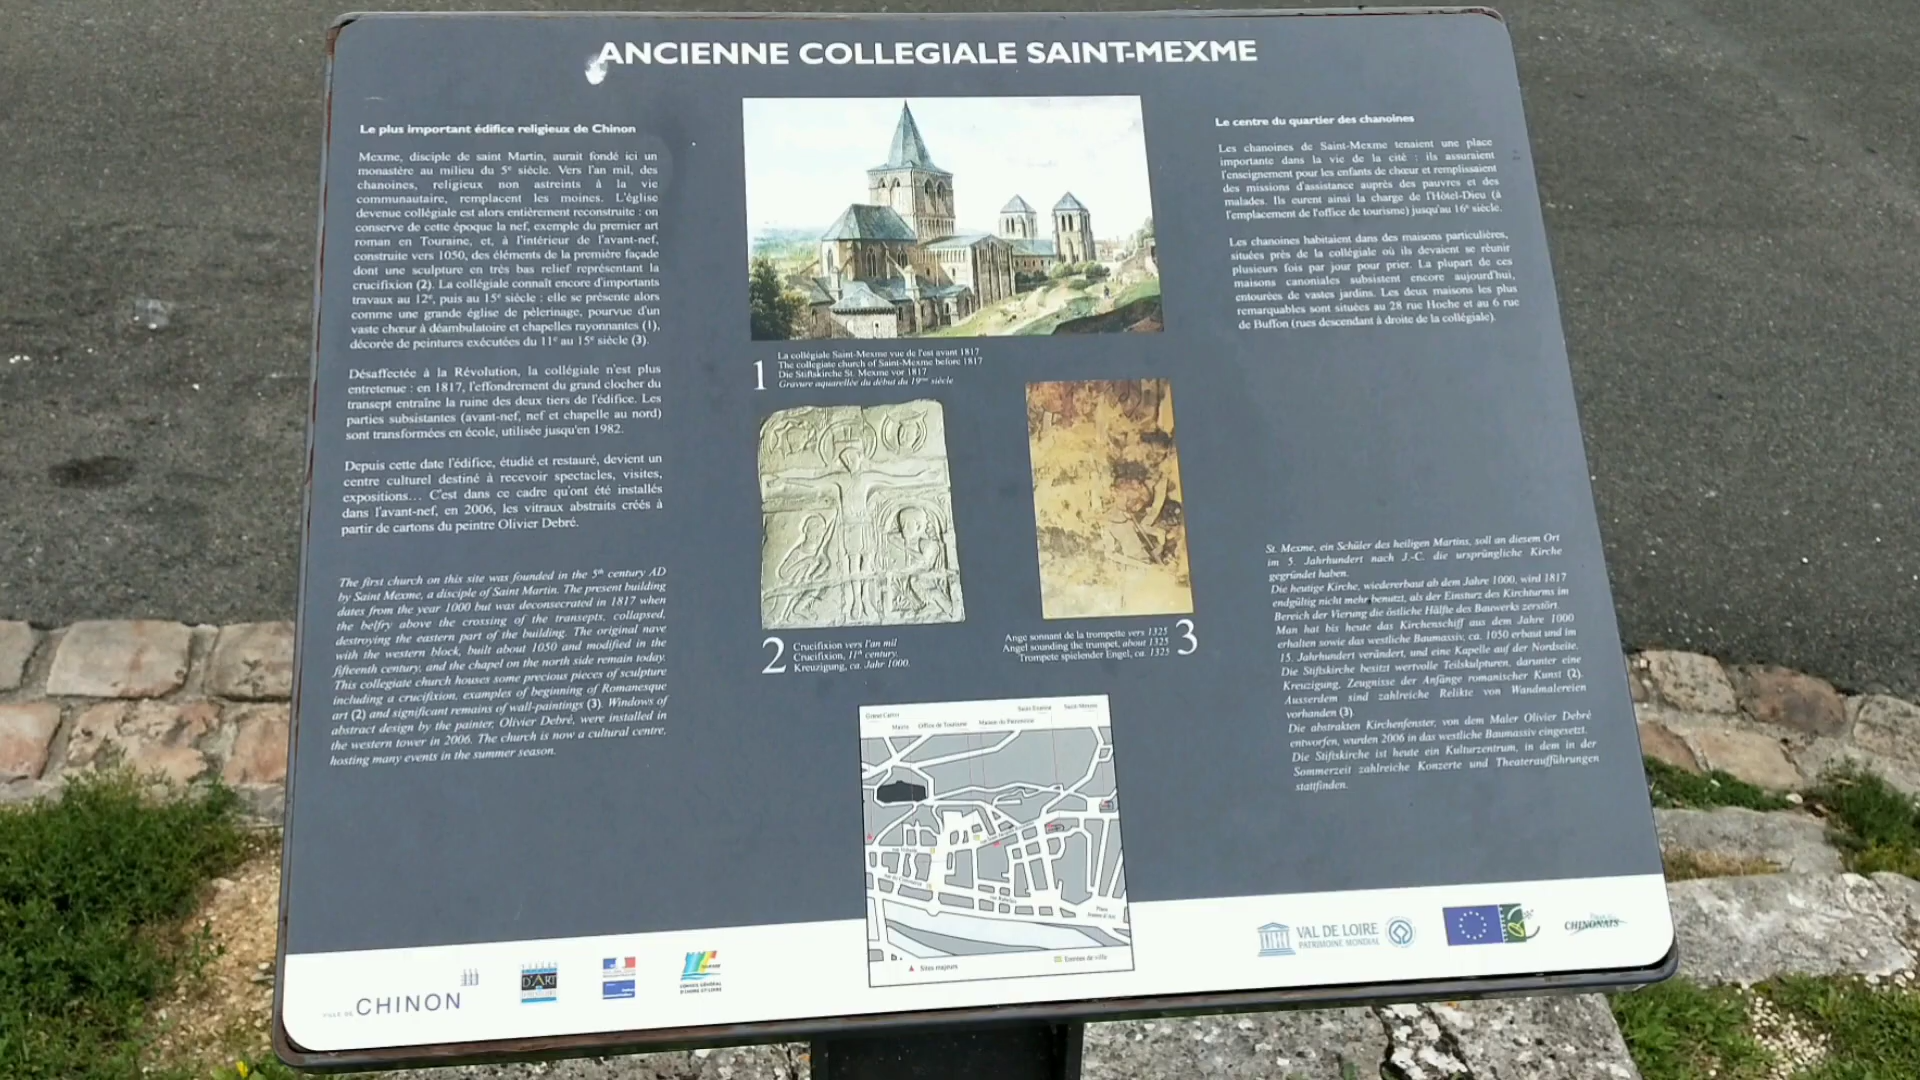 ANCIENNE COLLEGIALE SAINT-MEXME
Le plus important édifice religieux de Chinon
Mexme, disciple de saint Martin, aurait fondé ici un
monastère au milieu du 5e siècle. Vers l'an mil, des
chanoines, religieux non astreints à la vie
communautaire, remplacent les moines. L'église
devenue collégiale est alors entièrement reconstruite : on
conserve de cette époque la nef, exemple du premier art
roman en Touraine, et, à l'intérieur de l'avant-nef,
construite vers 1050, des éléments de la première façade
dont une sculpture en très bas relief représentant la
crucifixion (2). La collégiale connaît encore d'importants
travaux au 12e, puis au 15e siècle : elle se présente alors
comme une grande église de pèlerinage, pourvue d'un
vaste chœur à déambulatoire et chapelles rayonnantes (1),
décorée de peintures exécutées du 11e au 15e siècle (3).
Désaffectée à la Révolution, la collégiale n'est plus
entretenue : en 1817, l'effondrement du grand clocher du
transept entraîne la ruine des deux tiers de l'édifice. Les
parties subsistantes (avant-nef, nef et chapelle au nord)
sont transformées en école, utilisée jusqu'en 1982.
Depuis cette date l'édifice, étudié et restauré, devient un
centre culturel destiné à recevoir spectacles, visites,
expositions... C'est dans ce cadre qu'ont été installés
dans l'avant-nef, en 2006, les vitraux abstraits créés à
partir de cartons du peintre Olivier Debré.
The first church on this site was founded in the 5th century AD
by Saint Mexme, a disciple of Saint Martin. The present building
dates from the year 1000 but was deconsecrated in 1817 when
the belfry above the crossing of the transepts, collapsed,
destroying the eastern part of the building. The original nave
with the western block, built about 1050 and modified in the
fifteenth century, and the chapel on the north side remain today.
This collegiate church houses some precious pieces of sculpture
including a crucifixion, examples of beginning of Romanesque
art (2) and significant remains of wall-paintings (3). Windows of
abstract design by the painter, Olivier Debré, were installed in
the western tower in 2006. The church is now a cultural centre,
hosting many events in the summer season.
1
La collégiale Saint-Mexme vue de l'est avant 1817
The collegiate church of Saint-Mexme before 1817
Die Stiftskirche St. Mexme vor 1817
Gravure aquarellée du début du 19ème siècle
2
Crucifixion vers l'an mil
Crucifixion, 11th century.
Kreuzigung, ca. Jahr 1000.
Ange sonnant de la trompette vers 1325
Angel sounding the trumpet, about 1325
Trompete spielender Engel, ca. 1325
3
Mairie
Office de Tourisme
Saint-Mexme
rue Rabelais
Place
Jeanne d'Arc
Sites majeurs
Entrées de ville
Le centre du quartier des chanoines
Les chanoines de Saint-Mexme tenaient une place
importante dans la vie de la cité : ils assuraient
l'enseignement pour les enfants de chœur et remplissaient
des missions d'assistance auprès des pauvres et des
malades. Ils eurent ainsi la charge de l'Hôtel-Dieu (à
l'emplacement de l'office de tourisme) jusqu'au 16e siècle.
Les chanoines habitaient dans des maisons particulières,
situées près de la collégiale où ils devaient se réunir
plusieurs fois par jour pour prier. La plupart de ces
maisons canoniales subsistent encore aujourd'hui,
entourées de vastes jardins. Les deux maisons les plus
remarquables sont situées au 28 rue Hoche et au 6 rue
de Buffon (rues descendant à droite de la collégiale).
St. Mexme, ein Schüler des heiligen Martins, soll an diesem Ort
im 5. Jahrhundert nach J.-C. die ursprüngliche Kirche
gegründet haben.
Die heutige Kirche, wiedererbaut ab dem Jahre 1000, wird 1817
endgültig nicht mehr benutzt, als der Einsturz des Kirchturms im
Bereich der Vierung die östliche Hälfte des Bauwerks zerstört.
Man hat bis heute das Kirchenschiff aus dem Jahre 1000
erhalten sowie das westliche Baumassiv, ca. 1050 erbaut und im
15. Jahrhundert verändert, und eine Kapelle auf der Nordseite.
Die Stiftskirche besitzt wertvolle Teilskulpturen, darunter eine
Kreuzigung, Zeugnisse der Anfänge romanischer Kunst (2).
Ausserdem sind zahlreiche Relikte von Wandmalereien
vorhanden (3).
Die abstrakten Kirchenfenster, von dem Maler Olivier Debré
entworfen, wurden 2006 in das westliche Baumassiv eingesetzt.
Die Stiftskirche ist heute ein Kulturzentrum, in dem in der
Sommerzeit zahlreiche Konzerte und Theateraufführungen
stattfinden.
VILLE DE CHINON
D'ART
CONSEIL GÉNÉRAL
D'INDRE ET LOIRE
VAL DE LOIRE
PATRIMOINE MONDIAL
CHINONAIS